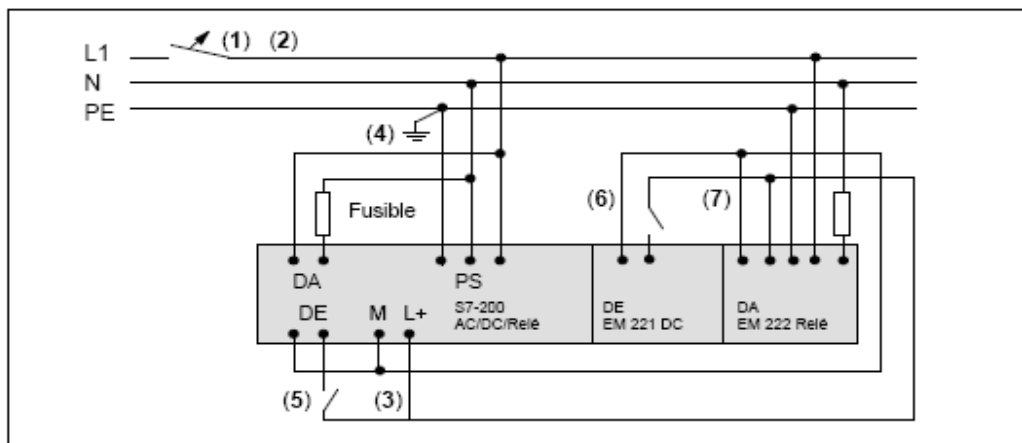 L1 (1) (2)
N
PE
(4)
Fusible
(6) (7)
DA PS
DE M L+
S7-200
AC/DC/Relé
DE
EM 221 DC
DA
EM 222 Relé
(5) (3)